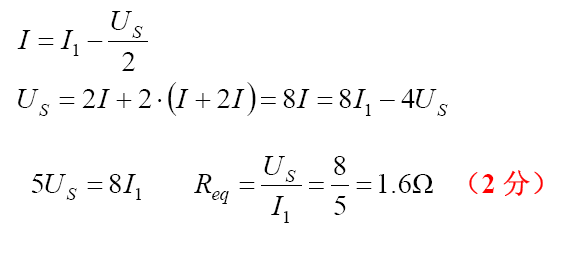 I = I₁ − U_S/2
U_S = 2I + 2·(I + 2I) = 8I = 8I₁ − 4U_S
5U_S = 8I₁ R_eq = U_S/I₁ = 8/5 = 1.6Ω （2 分）